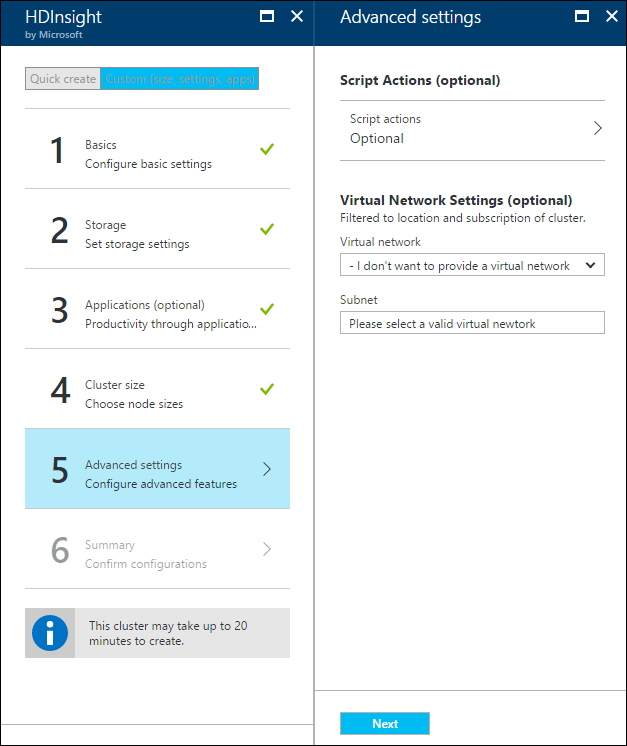 HDInsight
by Microsoft
Quick create
Custom (size, settings, apps)
1
Basics
Configure basic settings
2
Storage
Set storage settings
3
Applications (optional)
Productivity through applicatio...
4
Cluster size
Choose node sizes
5
Advanced settings
Configure advanced features
6
Summary
Confirm configurations
This cluster may take up to 20
minutes to create.
Advanced settings
Script Actions (optional)
Script actions
Optional
Virtual Network Settings (optional)
Filtered to location and subscription of cluster.
Virtual network
- I don't want to provide a virtual network
Subnet
Please select a valid virtual newtork
Next